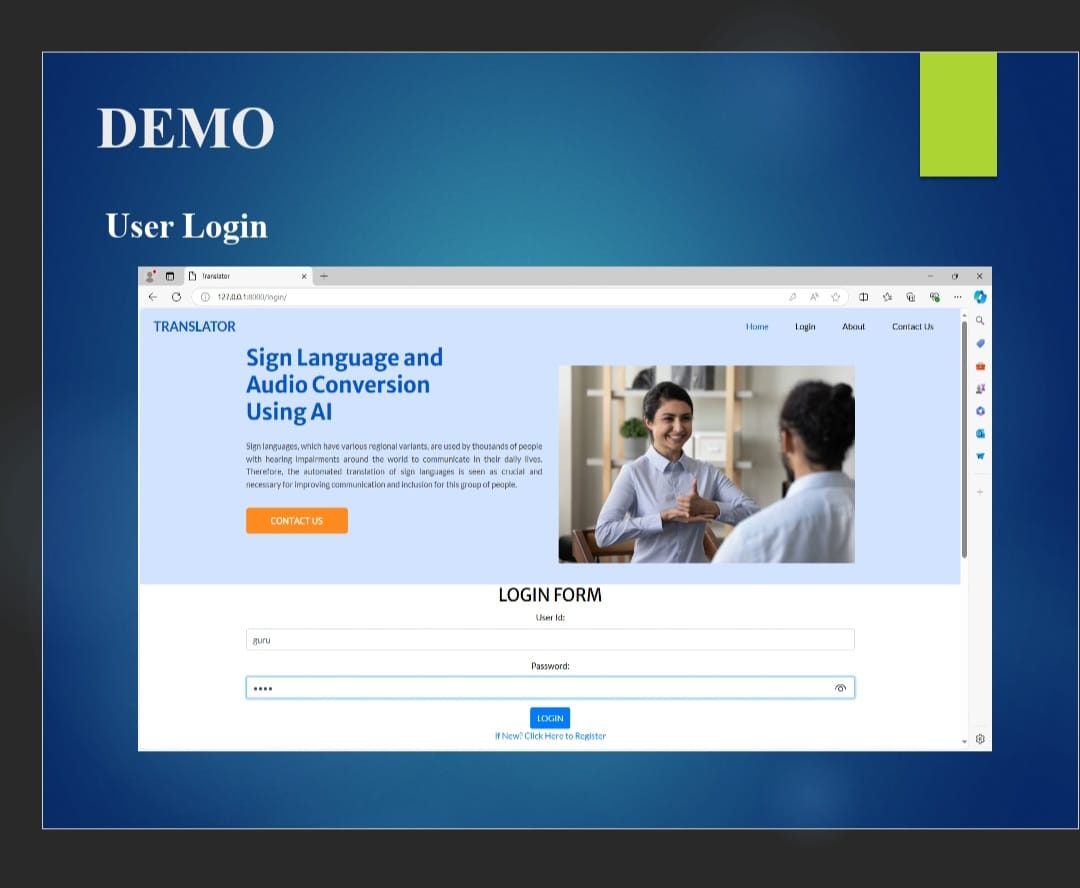 DEMO
User Login
Translator
127.0.0.1:8000/login/
TRANSLATOR
Home Login About Contact Us
Sign Language and
Audio Conversion
Using AI
Sign languages, which have various regional variants, are used by thousands of people
with hearing impairments around the world to communicate in their daily lives.
Therefore, the automated translation of sign languages is seen as crucial and
necessary for improving communication and inclusion for this group of people.
CONTACT US
LOGIN FORM
User Id:
guru
Password:
LOGIN
If New? Click Here to Register